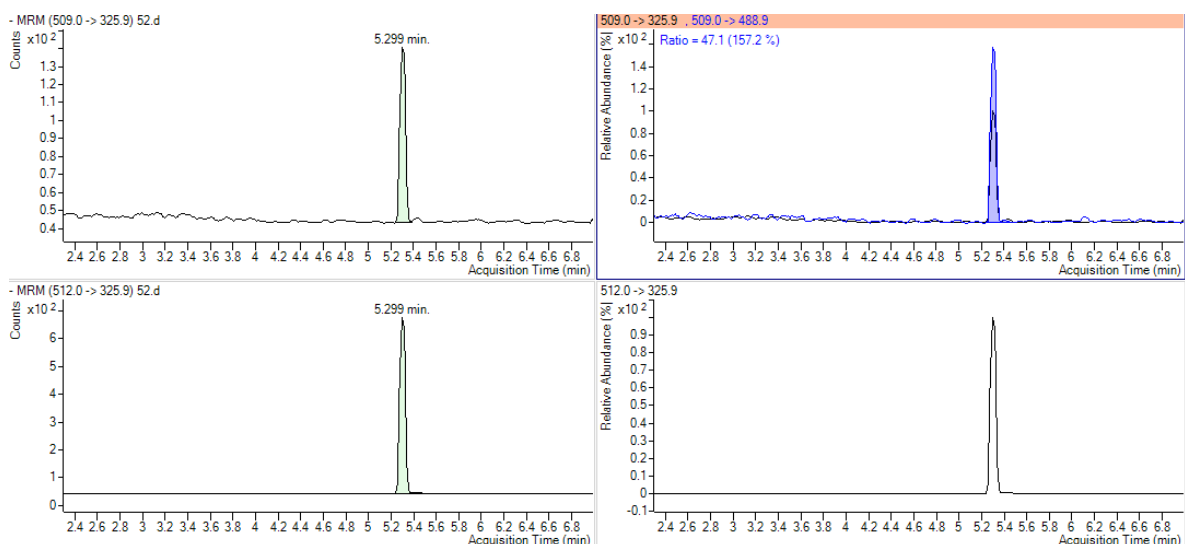 - MRM (509.0 -> 325.9) 52.d
Counts
x10²
5.299 min.
1.3
1.2
1.1
1
0.9
0.8
0.7
0.6
0.5
0.4
2.4 2.6 2.8 3 3.2 3.4 3.6 3.8 4 4.2 4.4 4.6 4.8 5 5.2 5.4 5.6 5.8 6 6.2 6.4 6.6 6.8
Acquisition Time (min)
509.0 -> 325.9 , 509.0 -> 488.9
Relative Abundance (%)
x10²
Ratio = 47.1 (157.2 %)
1.4
1.2
1
0.8
0.6
0.4
0.2
0
2.4 2.6 2.8 3 3.2 3.4 3.6 3.8 4 4.2 4.4 4.6 4.8 5 5.2 5.4 5.6 5.8 6 6.2 6.4 6.6 6.8
Acquisition Time (min)
- MRM (512.0 -> 325.9) 52.d
Counts
x10²
5.299 min.
6
5
4
3
2
1
0
2.4 2.6 2.8 3 3.2 3.4 3.6 3.8 4 4.2 4.4 4.6 4.8 5 5.2 5.4 5.6 5.8 6 6.2 6.4 6.6 6.8
Acquisition Time (min)
512.0 -> 325.9
Relative Abundance (%)
x10²
0.9
0.8
0.7
0.6
0.5
0.4
0.3
0.2
0.1
0
-0.1
2.4 2.6 2.8 3 3.2 3.4 3.6 3.8 4 4.2 4.4 4.6 4.8 5 5.2 5.4 5.6 5.8 6 6.2 6.4 6.6 6.8
Acquisition Time (min)